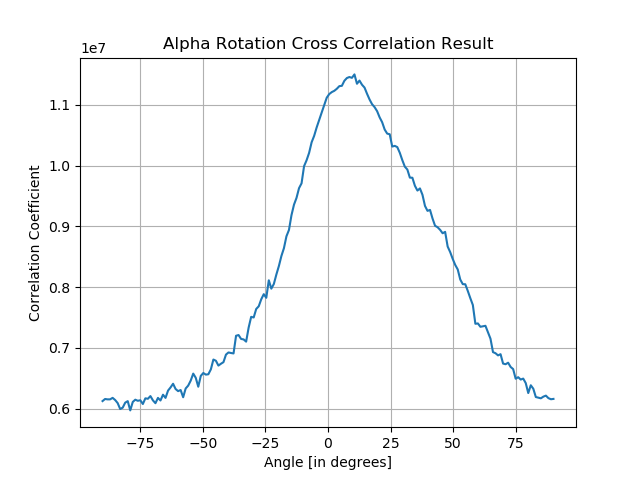 Alpha Rotation Cross Correlation Result
1e7
1.1
1.0
0.9
0.8
0.7
0.6
Correlation Coefficient
−75 −50 −25 0 25 50 75
Angle [in degrees]